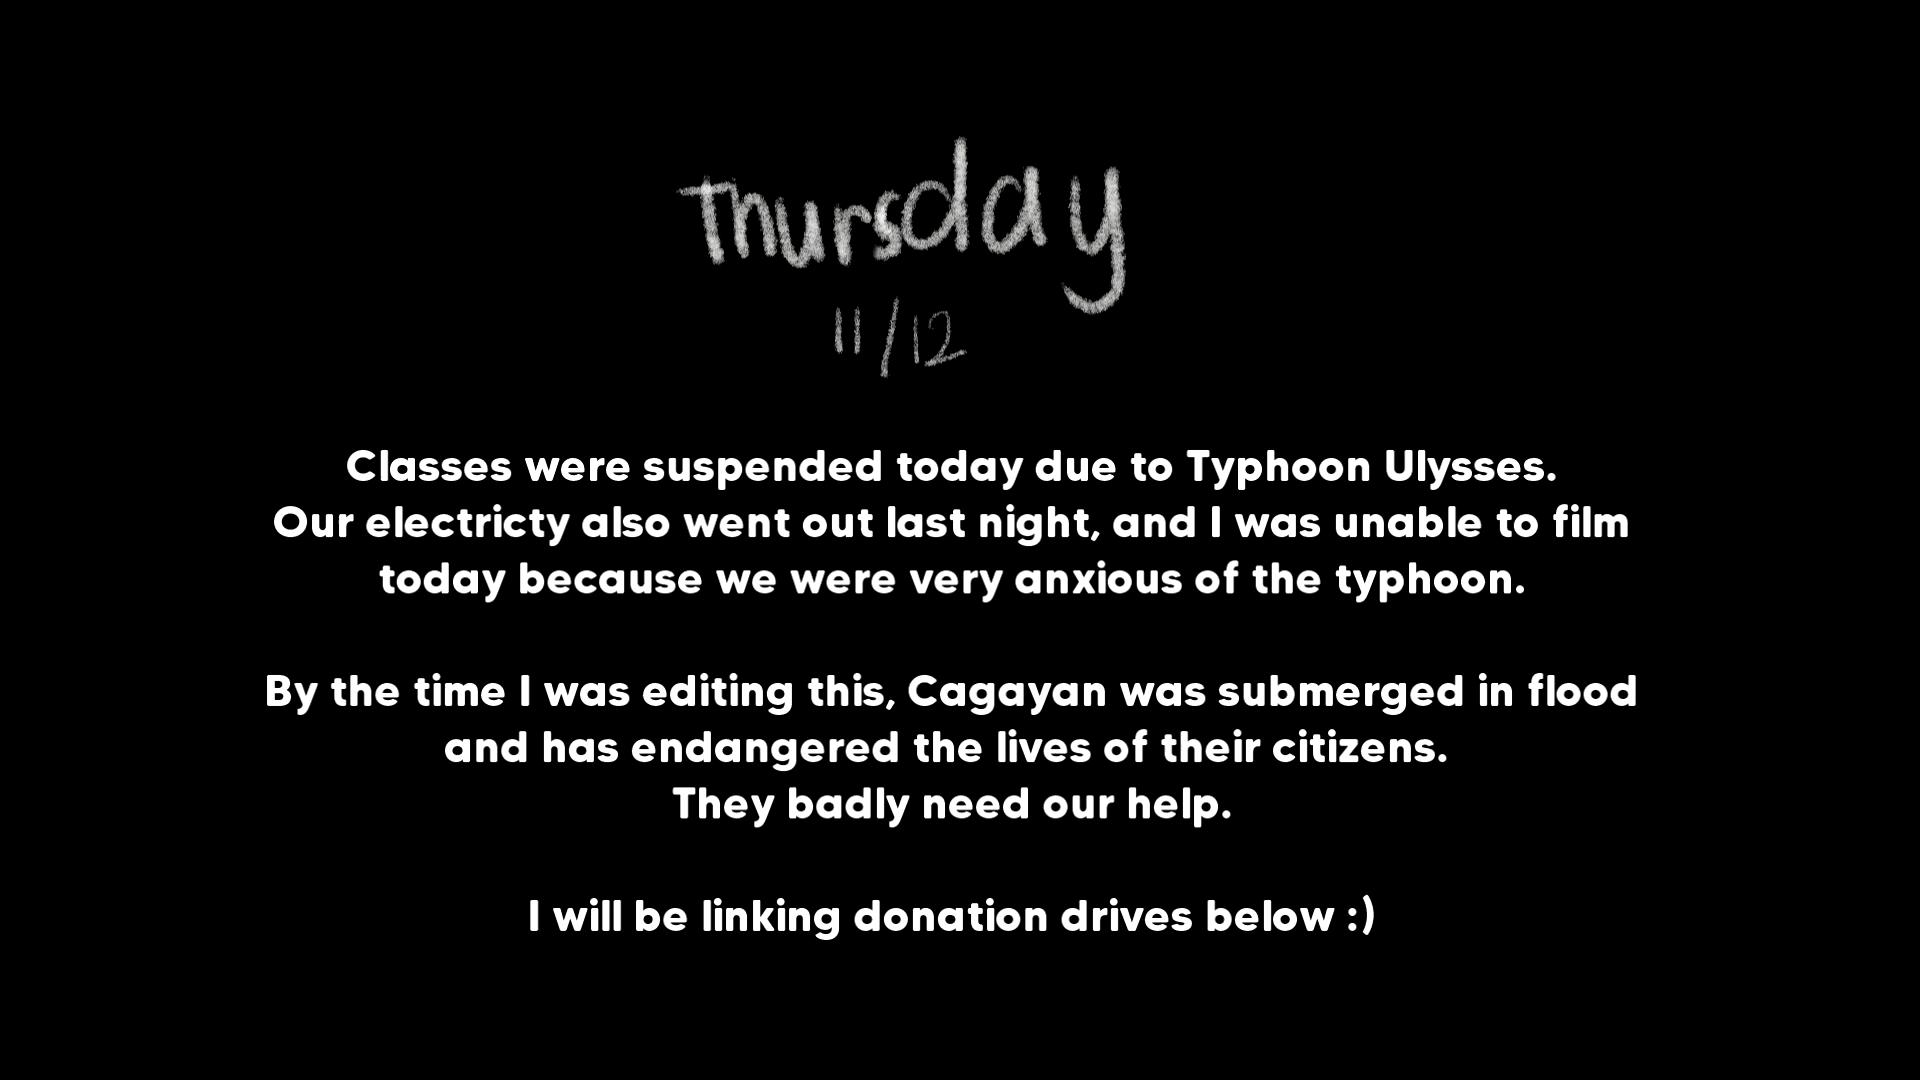 Thursday
11/12
Classes were suspended today due to Typhoon Ulysses.
Our electricty also went out last night, and I was unable to film
today because we were very anxious of the typhoon.
By the time I was editing this, Cagayan was submerged in flood
and has endangered the lives of their citizens.
They badly need our help.
I will be linking donation drives below :)